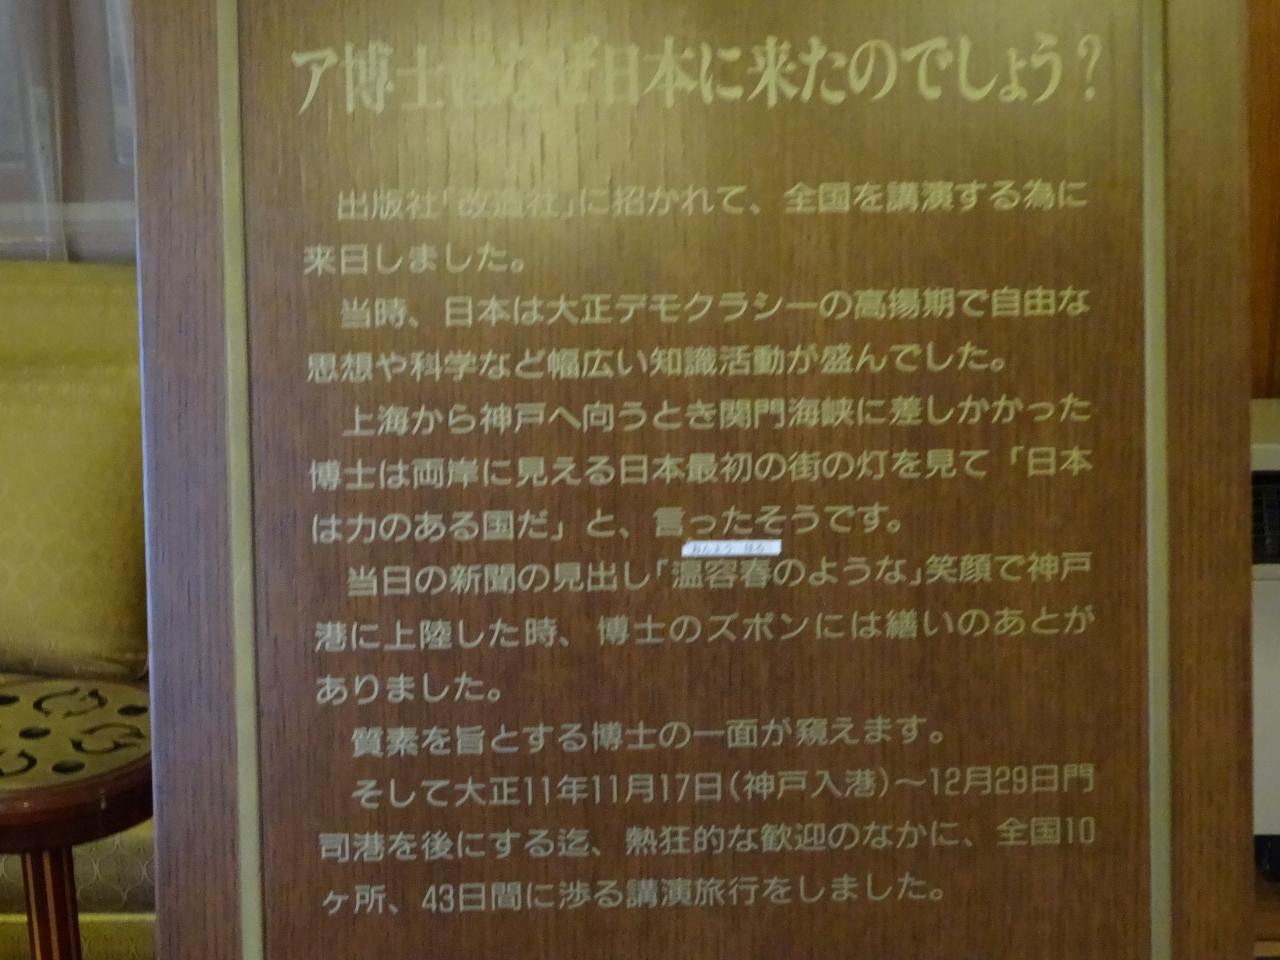 ア博士はなぜ日本に来たのでしょう？
出版社「改造社」に招かれて、全国を講演する為に
来日しました。
当時、日本は大正デモクラシーの高揚期で自由な
思想や科学など幅広い知識活動が盛んでした。
上海から神戸へ向うとき関門海峡に差しかかった
博士は両岸に見える日本最初の街の灯を見て「日本
は力のある国だ」と、言ったそうです。
おんよう はる
当日の新聞の見出し「温容春のような」笑顔で神戸
港に上陸した時、博士のズボンには繕いのあとが
ありました。
質素を旨とする博士の一面が窺えます。
そして大正11年11月17日(神戸入港)～12月29日門
司港を後にする迄、熱狂的な歓迎のなかに、全国10
ヶ所、43日間に渉る講演旅行をしました。